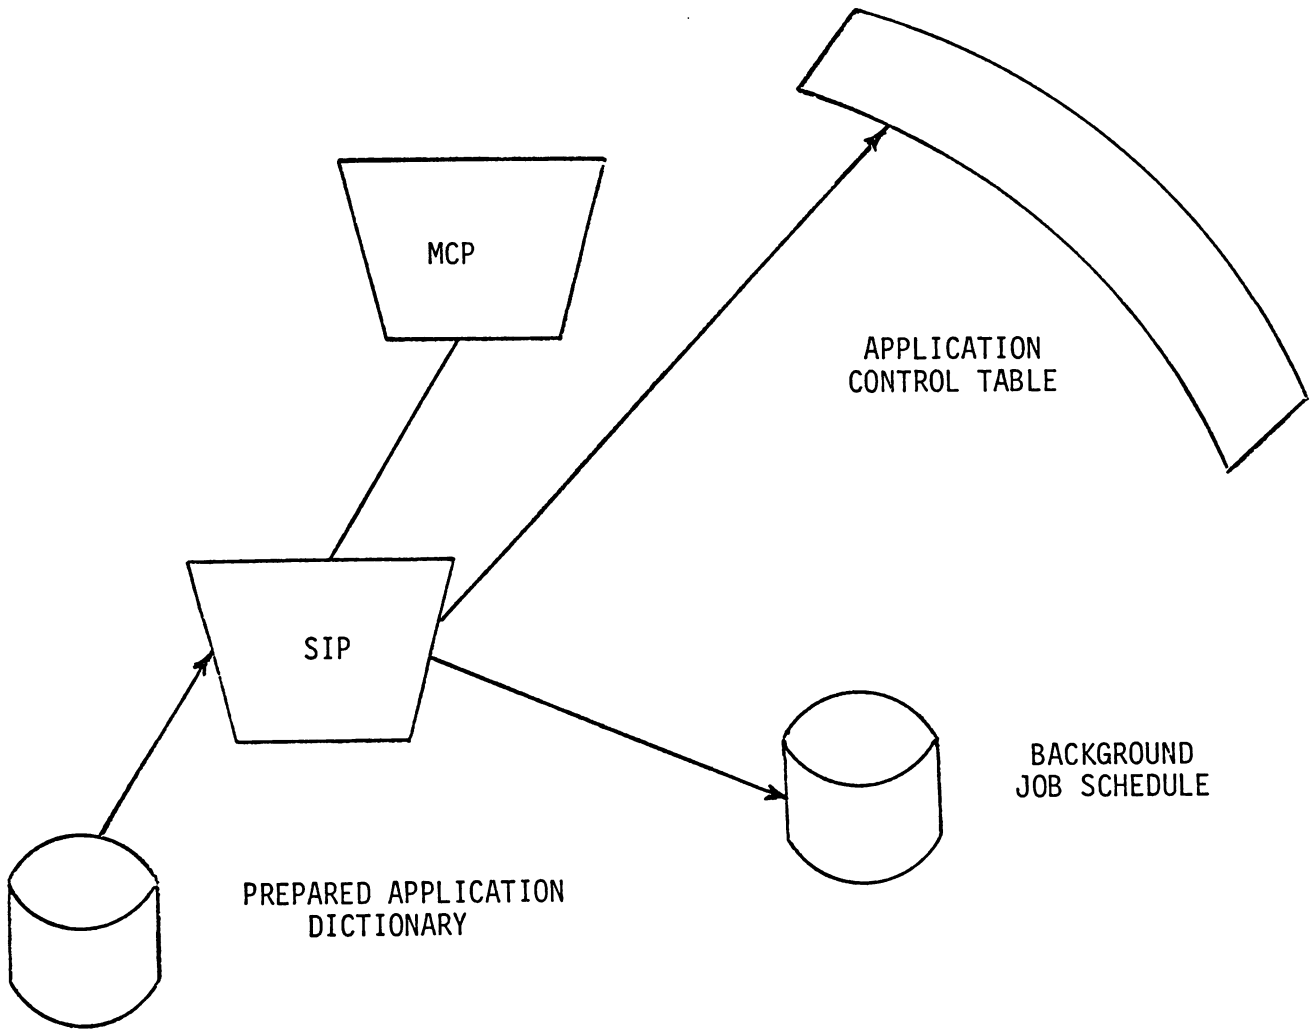 MCP
APPLICATION
CONTROL TABLE
SIP
BACKGROUND
JOB SCHEDULE
PREPARED APPLICATION
DICTIONARY